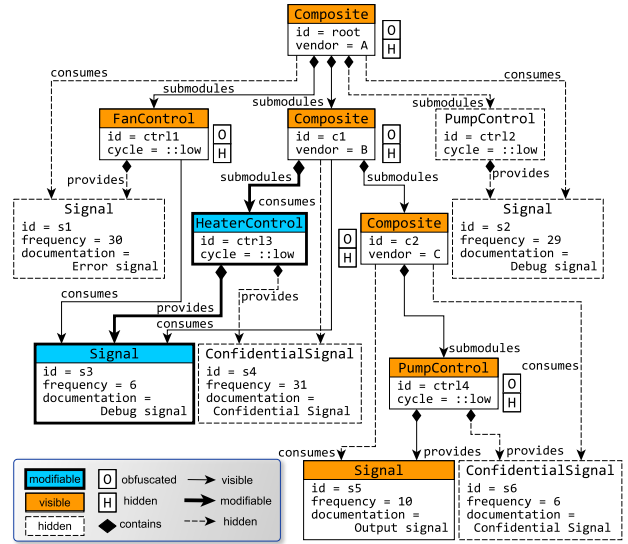 Composite
id = root
vendor = A
O
H
consumes
consumes
submodules
submodules
submodules
FanControl
id = ctrl1
cycle = ::low
O
H
Composite
id = c1
vendor = B
O
H
PumpControl
id = ctrl2
cycle = ::low
provides
submodules
submodules
provides
consumes
Signal
id = s1
frequency = 30
documentation =
Error signal
HeaterControl
id = ctrl3
cycle = ::low
O
H
Composite
id = c2
vendor = C
Signal
id = s2
frequency = 29
documentation =
Debug signal
consumes
provides
provides
consumes
submodules
Signal
id = s3
frequency = 6
documentation =
Debug signal
ConfidentialSignal
id = s4
frequency = 31
documentation =
Confidential Signal
PumpControl
id = ctrl4
cycle = ::low
O
H
consumes
consumes
provides
provides
Signal
id = s5
frequency = 10
documentation =
Output signal
ConfidentialSignal
id = s6
frequency = 6
documentation =
Confidential Signal
modifiable
O
obfuscated
visible
visible
H
hidden
modifiable
hidden
contains
hidden